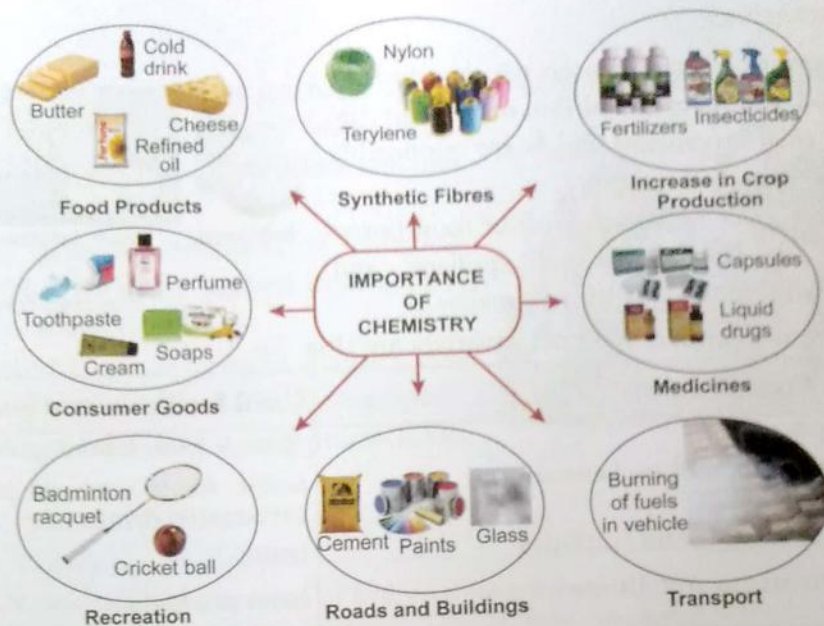 Cold
drink
Butter
Cheese
Fortune
Refined
oil
Food Products
Nylon
Terylene
Synthetic Fibres
Fertilizers
Insecticides
Increase in Crop
Production
Perfume
Toothpaste
Soaps
Cream
Consumer Goods
IMPORTANCE
OF
CHEMISTRY
Capsules
Liquid
drugs
Medicines
Badminton
racquet
Cricket ball
Recreation
Cement
Paints
Glass
Roads and Buildings
Burning
of fuels
in vehicle
Transport